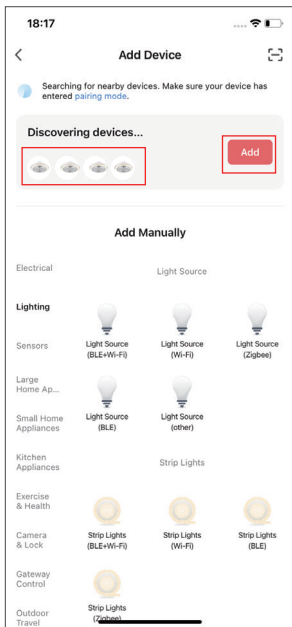 18:17
Add Device
Searching for nearby devices. Make sure your device has
entered pairing mode.
Discovering devices...
Add
Add Manually
Electrical
Light Source
Lighting
Light Source
(BLE+Wi-Fi)
Light Source
(Wi-Fi)
Light Source
(Zigbee)
Sensors
Large
Home Ap...
Light Source
(BLE)
Light Source
(other)
Small Home
Appliances
Kitchen
Appliances
Strip Lights
Exercise
& Health
Strip Lights
(BLE+Wi-Fi)
Strip Lights
(Wi-Fi)
Strip Lights
(BLE)
Camera
& Lock
Gateway
Control
Strip Lights
(Zigbee)
Outdoor
Travel